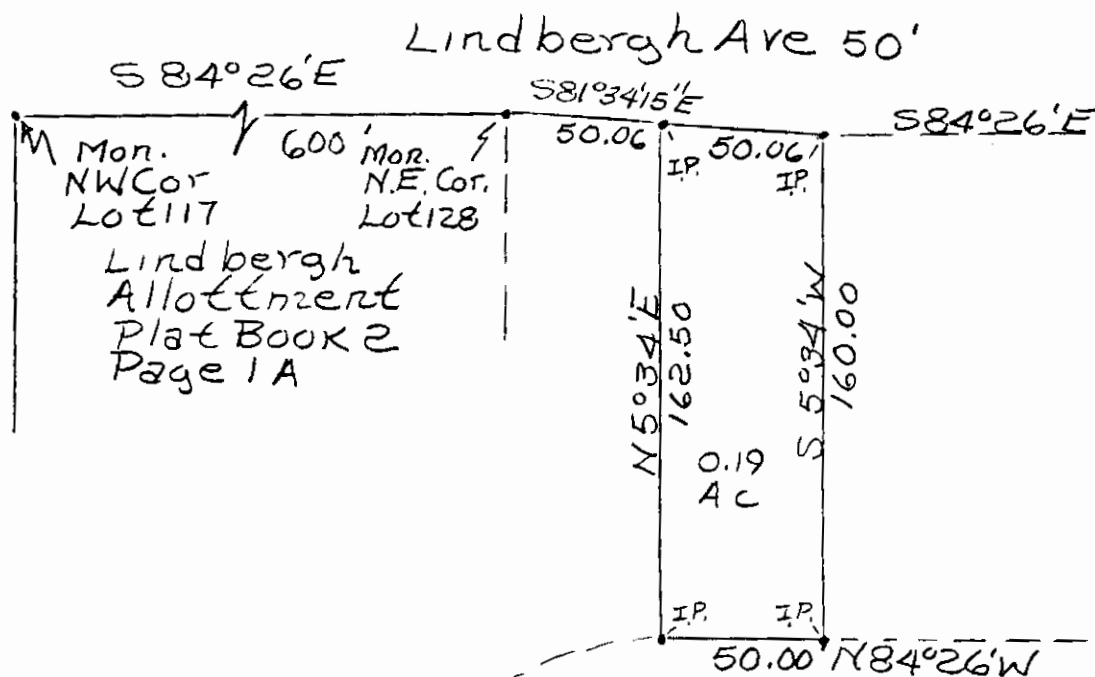 Lindbergh Ave 50'
S 84°26'E
S81°34'15"E
S84°26'E
600'
50.06
50.06'
I.P.
I.P.
Mon.
NW Cor
Lot 117
Mon.
N.E. Cor.
Lot 128
Lindbergh
Allottment
Plat Book 2
Page 1A
N 5°34'E
162.50
S 5°34'W
160.00
0.19
Ac
I.P.
I.P.
50.00
N84°26'W